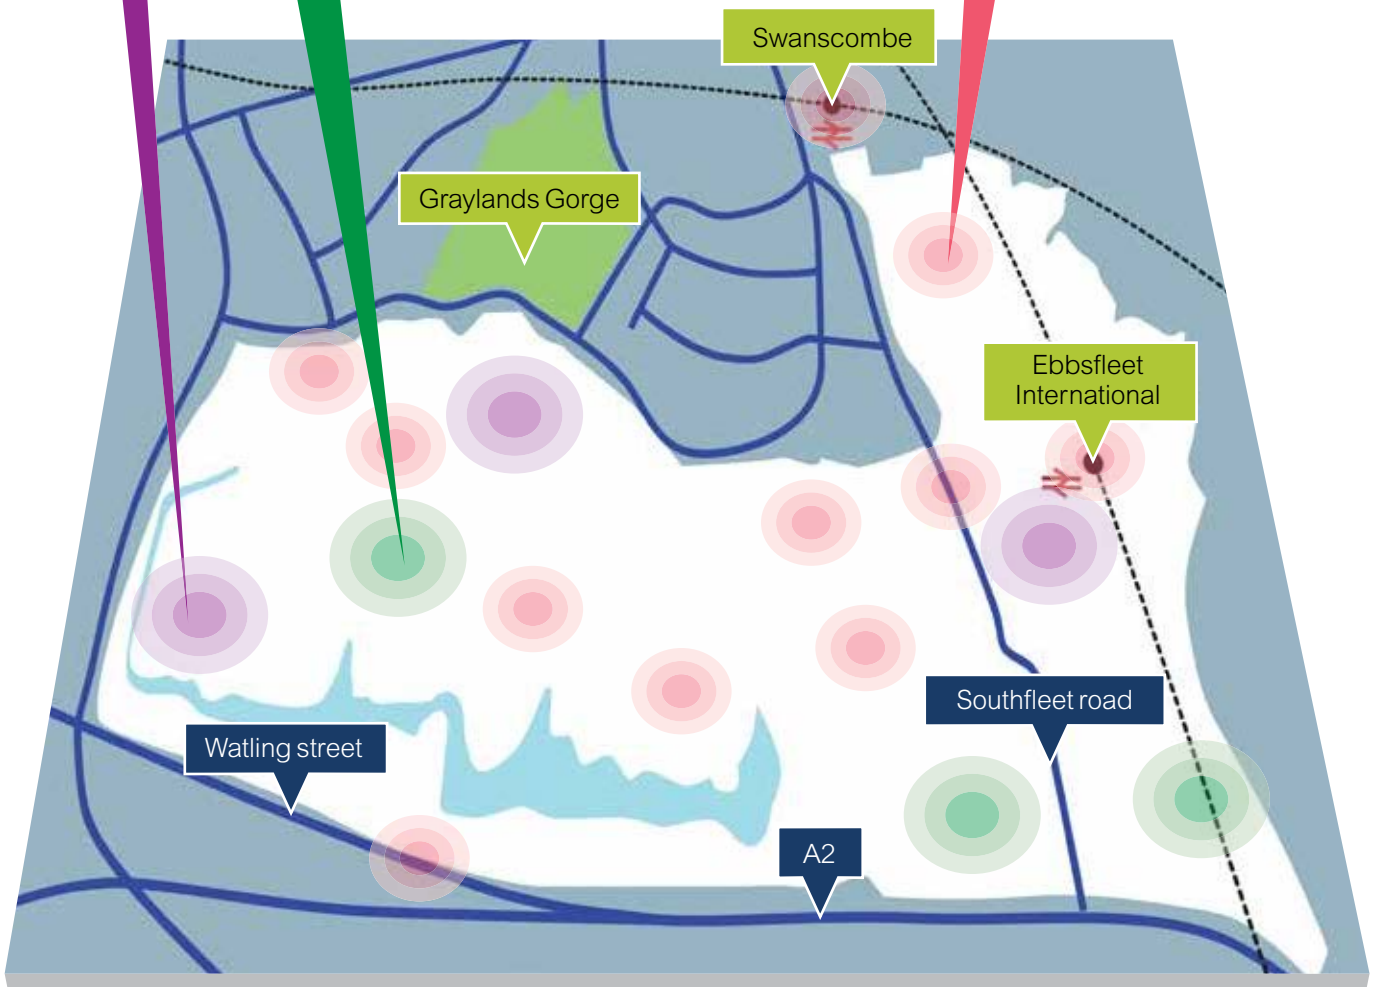 Swanscombe
Graylands Gorge
Ebbsfleet
International
Southfleet road
Watling street
A2